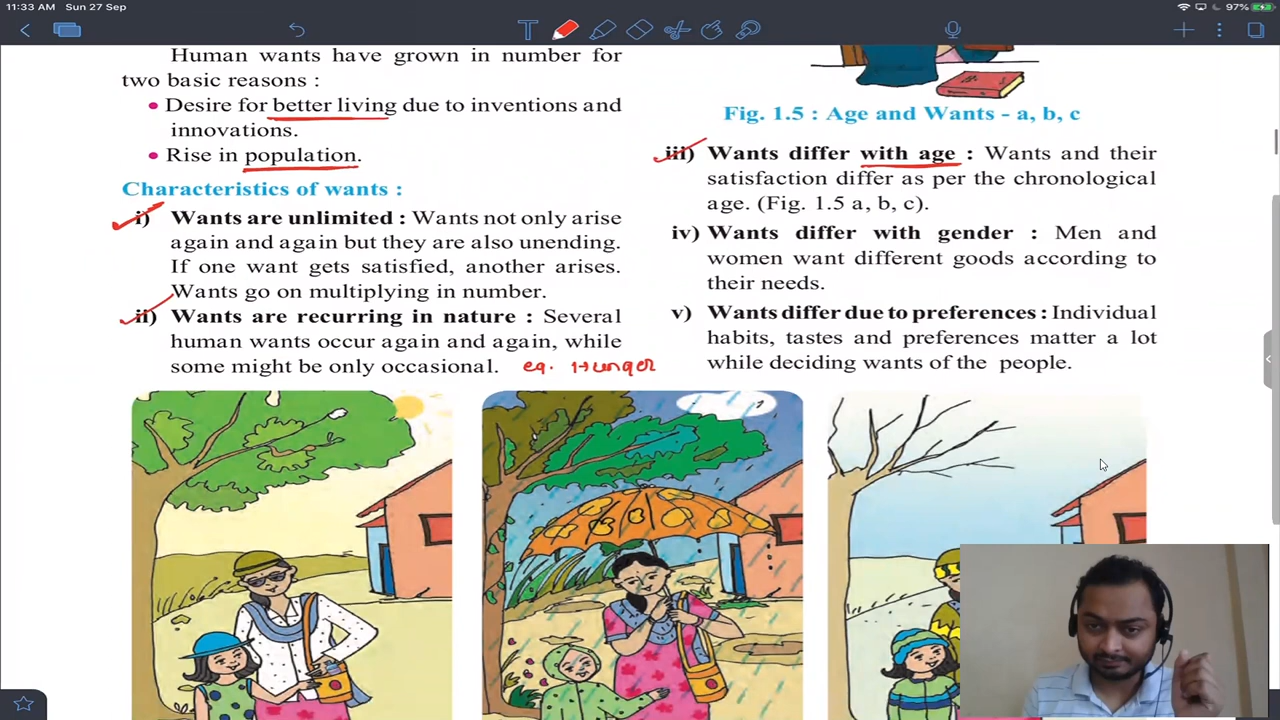 11:33 AM Sun 27 Sep
97%
Human wants have grown in number for
two basic reasons :
• Desire for better living due to inventions and
innovations.
• Rise in population.
Characteristics of wants :
i) Wants are unlimited : Wants not only arise
again and again but they are also unending.
If one want gets satisfied, another arises.
Wants go on multiplying in number.
ii) Wants are recurring in nature : Several
human wants occur again and again, while
some might be only occasional. eg. Hunger
Fig. 1.5 : Age and Wants - a, b, c
iii) Wants differ with age : Wants and their
satisfaction differ as per the chronological
age. (Fig. 1.5 a, b, c).
iv) Wants differ with gender : Men and
women want different goods according to
their needs.
v) Wants differ due to preferences : Individual
habits, tastes and preferences matter a lot
while deciding wants of the people.